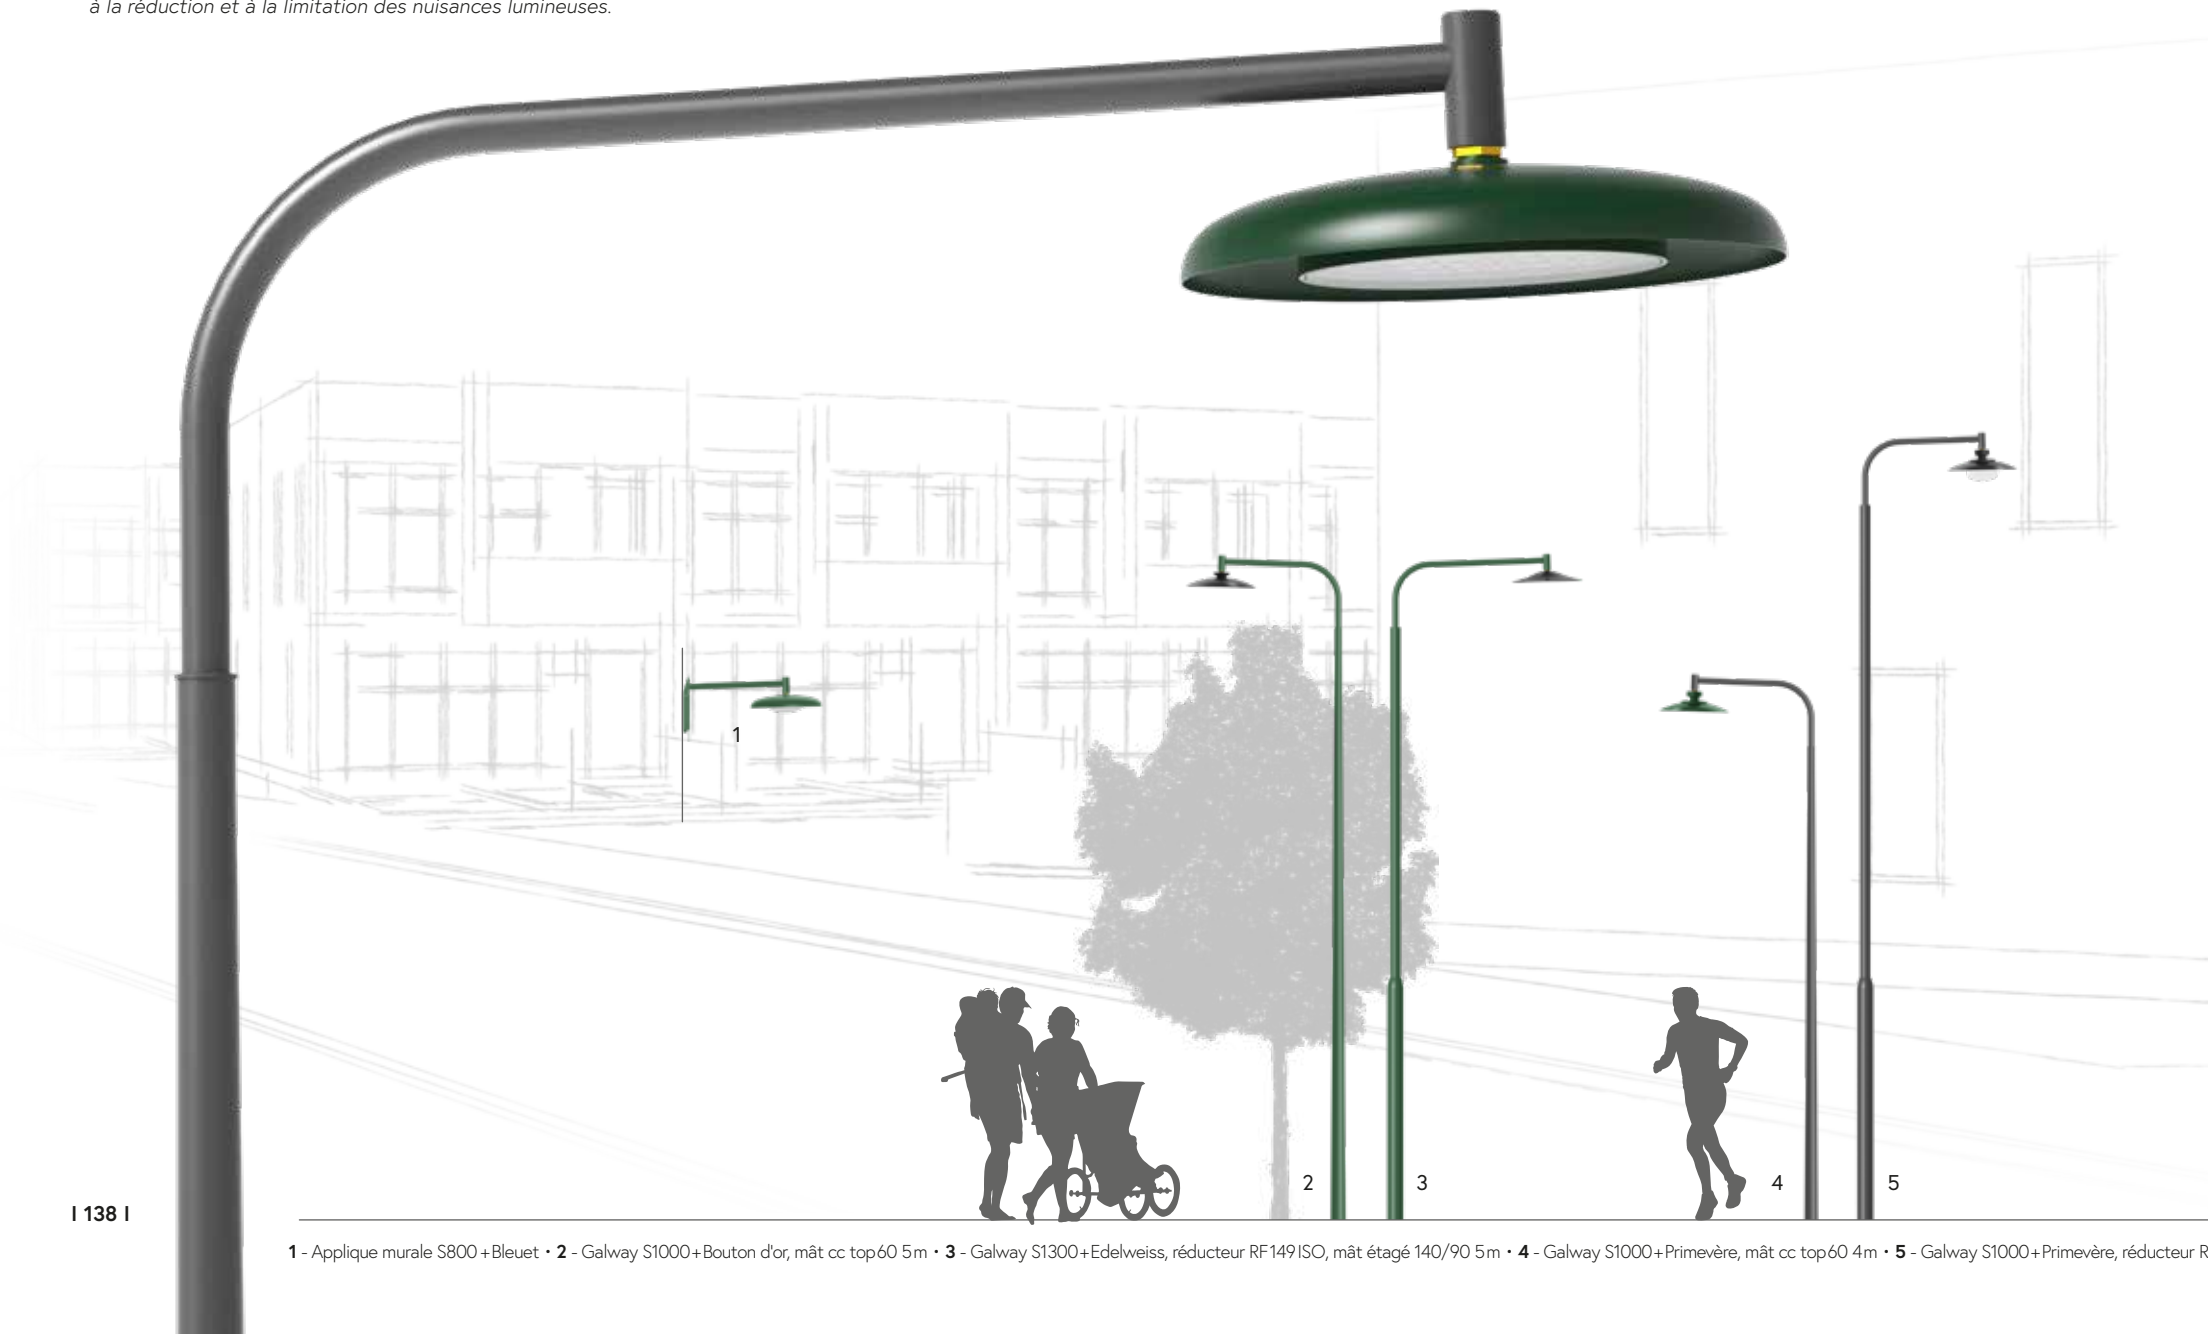 à la réduction et à la limitation des nuisances lumineuses.
1
2
3
4
5
I 138 I
1 - Applique murale S800+Bleuet • 2 - Galway S1000+Bouton d'or, mât cc top60 5m • 3 - Galway S1300+Edelweiss, réducteur RF149ISO, mât étagé 140/90 5m • 4 - Galway S1000+Primevère, mât cc top60 4m • 5 - Galway S1000+Primevère, réducteur R